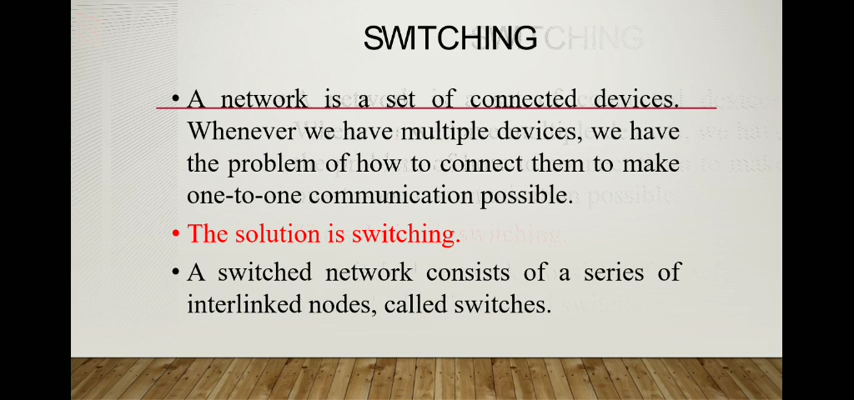 SWITCHING
• A network is a set of connected devices.
Whenever we have multiple devices, we have
the problem of how to connect them to make
one-to-one communication possible.
• The solution is switching.
• A switched network consists of a series of
interlinked nodes, called switches.